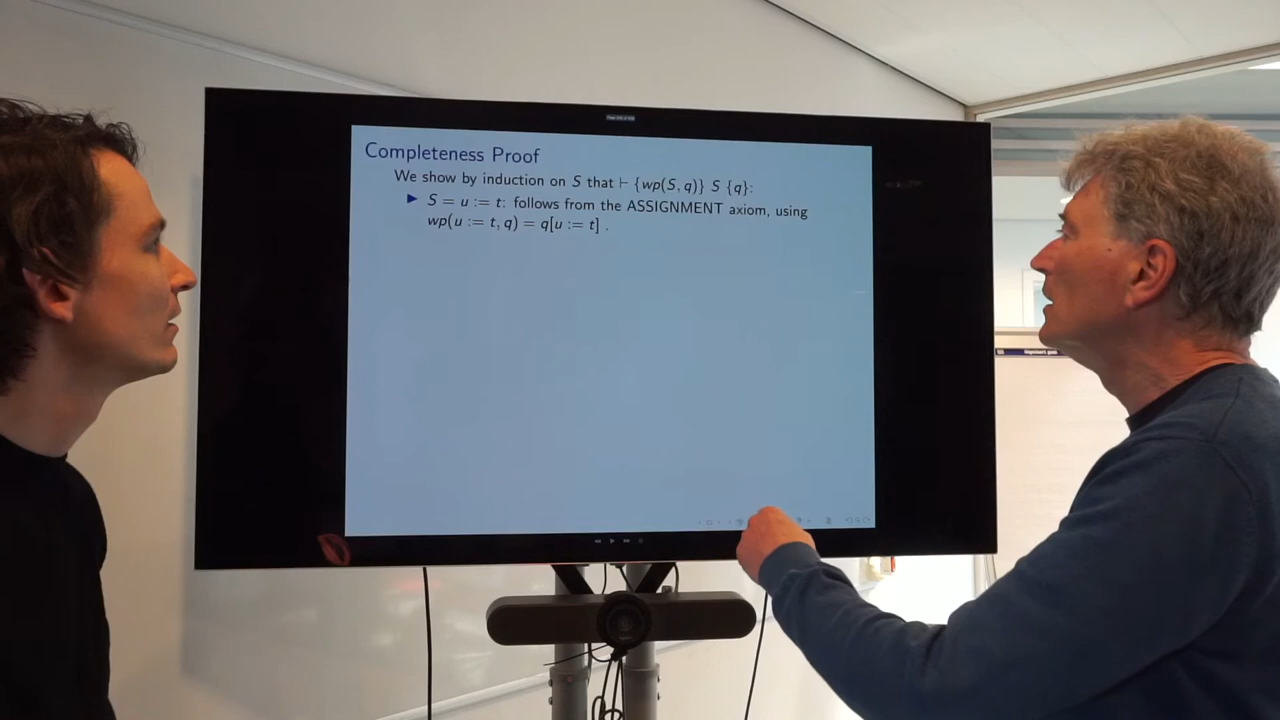 Completeness Proof
We show by induction on S that ⊢ {wp(S, q)} S {q}:
▶ S = u := t: follows from the ASSIGNMENT axiom, using
wp(u := t, q) = q[u := t] .